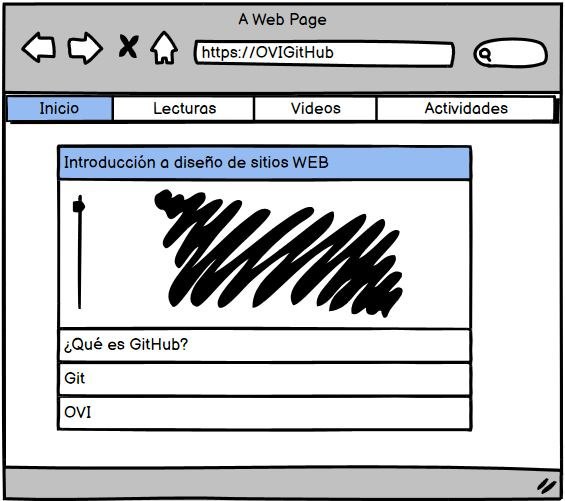 A Web Page
https://OVIGitHub
Inicio Lecturas Videos Actividades
Introducción a diseño de sitios WEB
¿Qué es GitHub?
Git
OVI